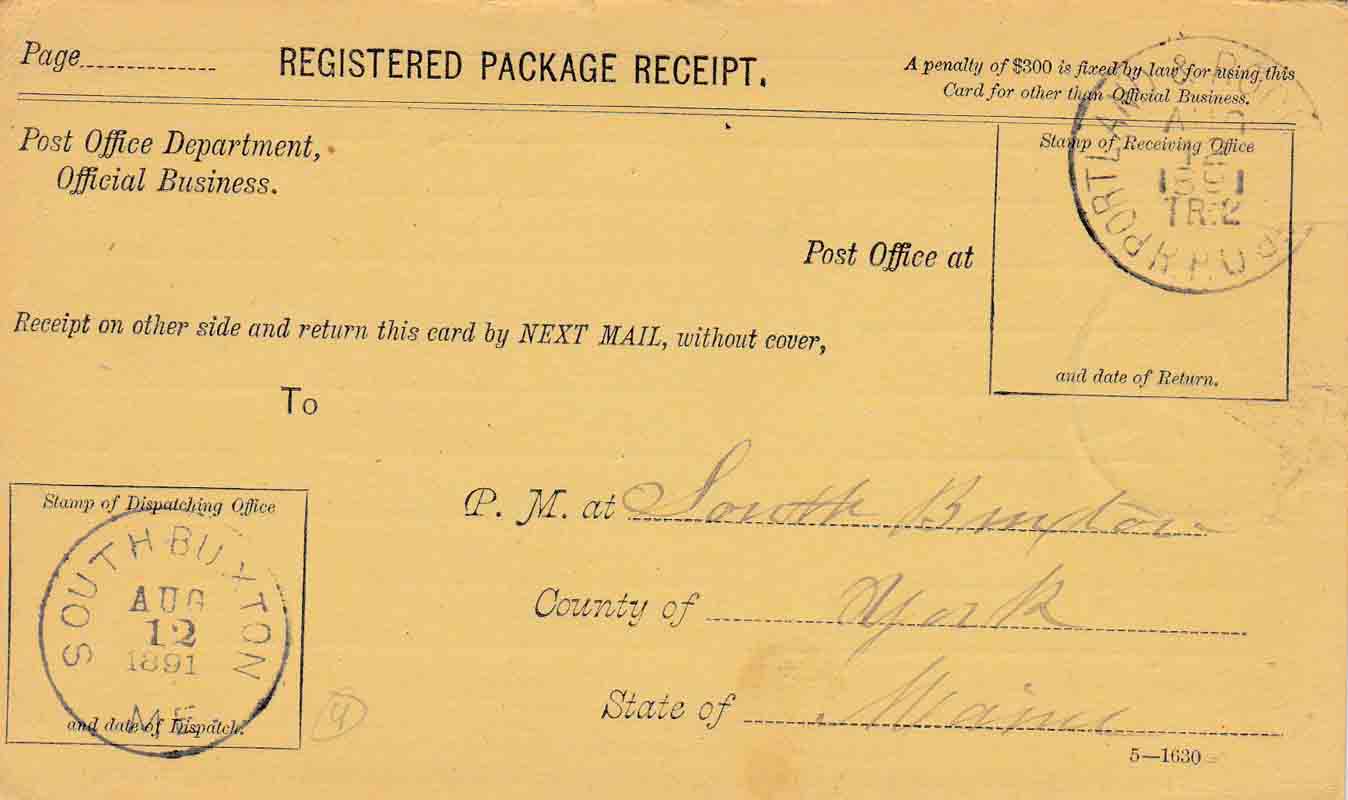 Page
REGISTERED PACKAGE RECEIPT.
A penalty of $300 is fixed by law for using this
Card for other than Official Business.
Post Office Department,
Official Business.
Stamp of Receiving Office
PORTLAND &
AUG
12
1891
TR.2
R.P.O.
Post Office at
and date of Return.
Receipt on other side and return this card by NEXT MAIL, without cover,
To
P. M. at South Buxton
County of York
State of Maine
Stamp of Dispatching Office
SOUTH BUXTON
AUG
12
1891
ME.
and date of Dispatch.
5—1630